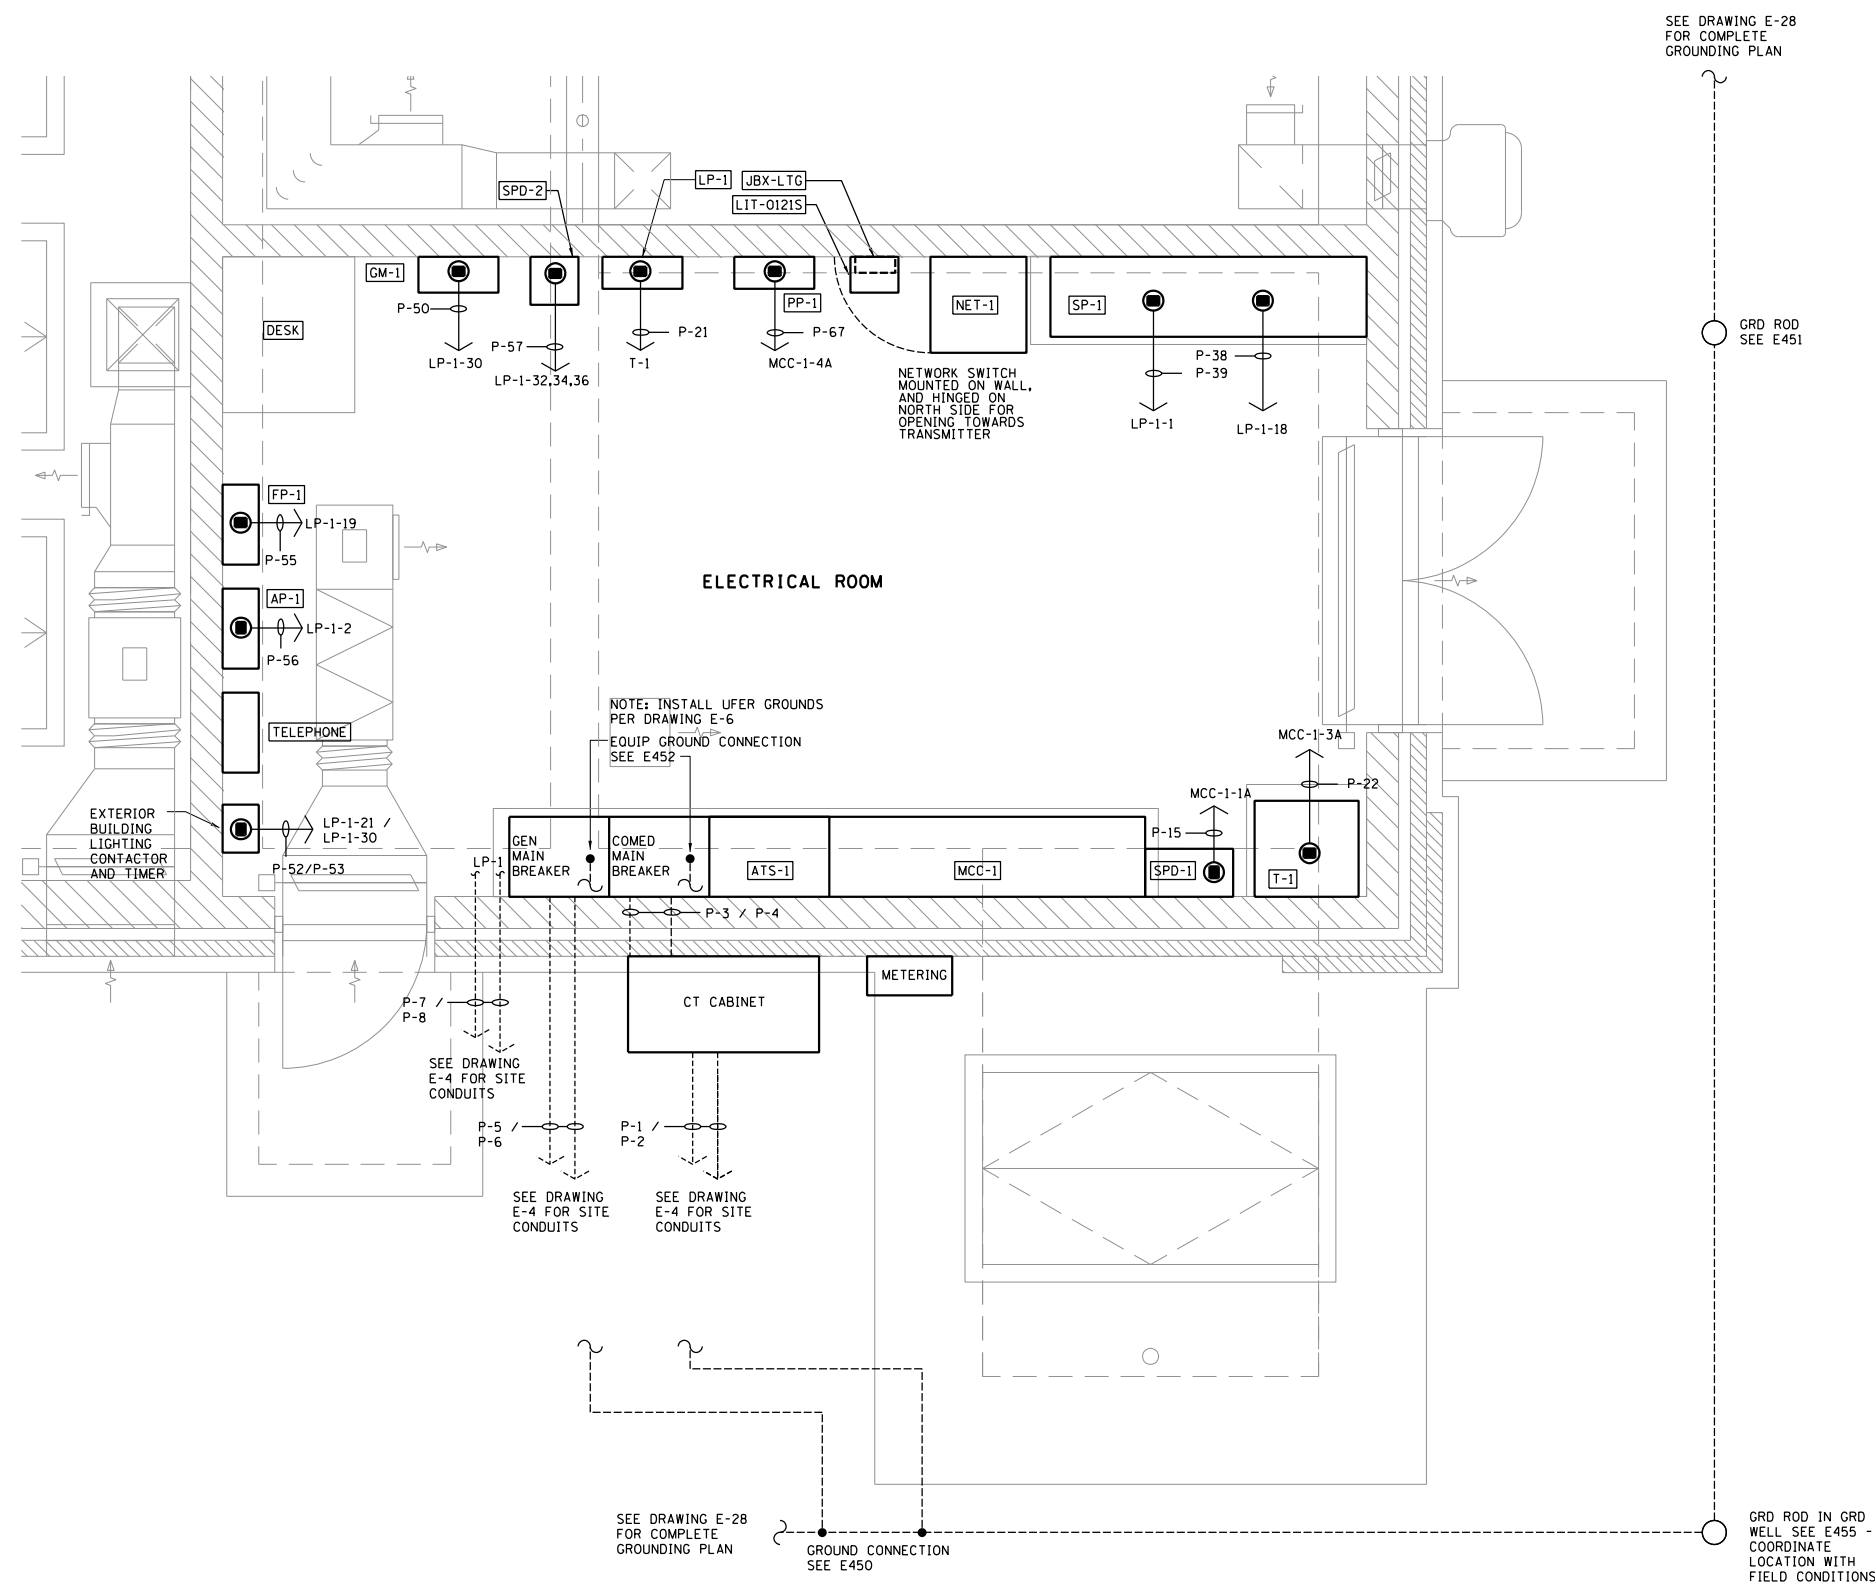 SEE DRAWING E-28
FOR COMPLETE
GROUNDING PLAN
LP-1
JBX-LTG
SPD-2
LIT-0121S
GM-1
PP-1
NET-1
SP-1
DESK
P-50
P-57
P-21
P-67
GRD ROD
SEE E451
LP-1-30
LP-1-32,34,36
T-1
MCC-1-4A
P-38
P-39
NETWORK SWITCH
MOUNTED ON WALL,
AND HINGED ON
NORTH SIDE FOR
OPENING TOWARDS
TRANSMITTER
LP-1-1
LP-1-18
FP-1
LP-1-19
P-55
ELECTRICAL ROOM
AP-1
LP-1-2
P-56
NOTE: INSTALL UFER GROUNDS
PER DRAWING E-6
EQUIP GROUND CONNECTION
SEE E452
TELEPHONE
MCC-1-3A
P-22
MCC-1-1A
P-15
EXTERIOR
BUILDING
LIGHTING
CONTACTOR
AND TIMER
LP-1-21 /
LP-1-30
P-52/P-53
LP-1
GEN
MAIN
BREAKER
COMED
MAIN
BREAKER
ATS-1
MCC-1
SPD-1
T-1
P-3 / P-4
METERING
CT CABINET
P-7 /
P-8
SEE DRAWING
E-4 FOR SITE
CONDUITS
P-5 /
P-6
P-1 /
P-2
SEE DRAWING
E-4 FOR SITE
CONDUITS
SEE DRAWING
E-4 FOR SITE
CONDUITS
SEE DRAWING E-28
FOR COMPLETE
GROUNDING PLAN
GROUND CONNECTION
SEE E450
GRD ROD IN GRD
WELL SEE E455 -
COORDINATE
LOCATION WITH
FIELD CONDITIONS